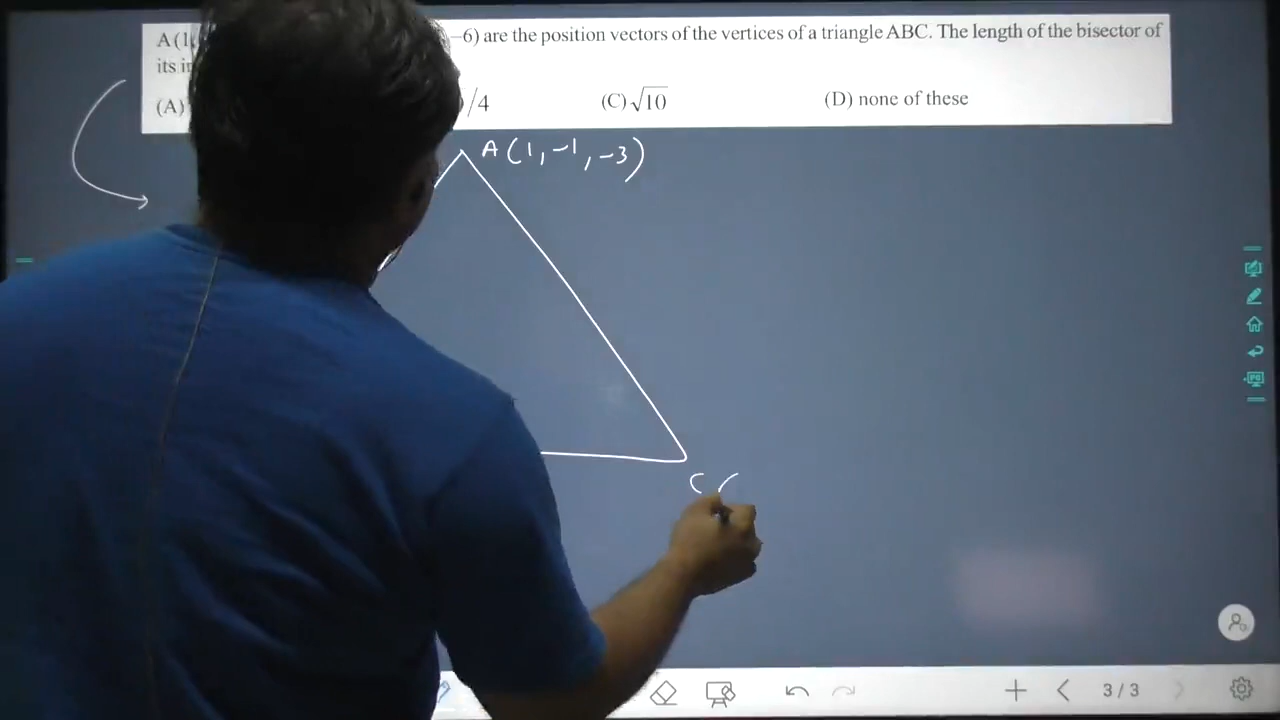 A(1 –6) are the position vectors of the vertices of a triangle ABC. The length of the bisector of
its
(A) /4 (C) √10 (D) none of these
A(1, -1, -3)
C(
3/3